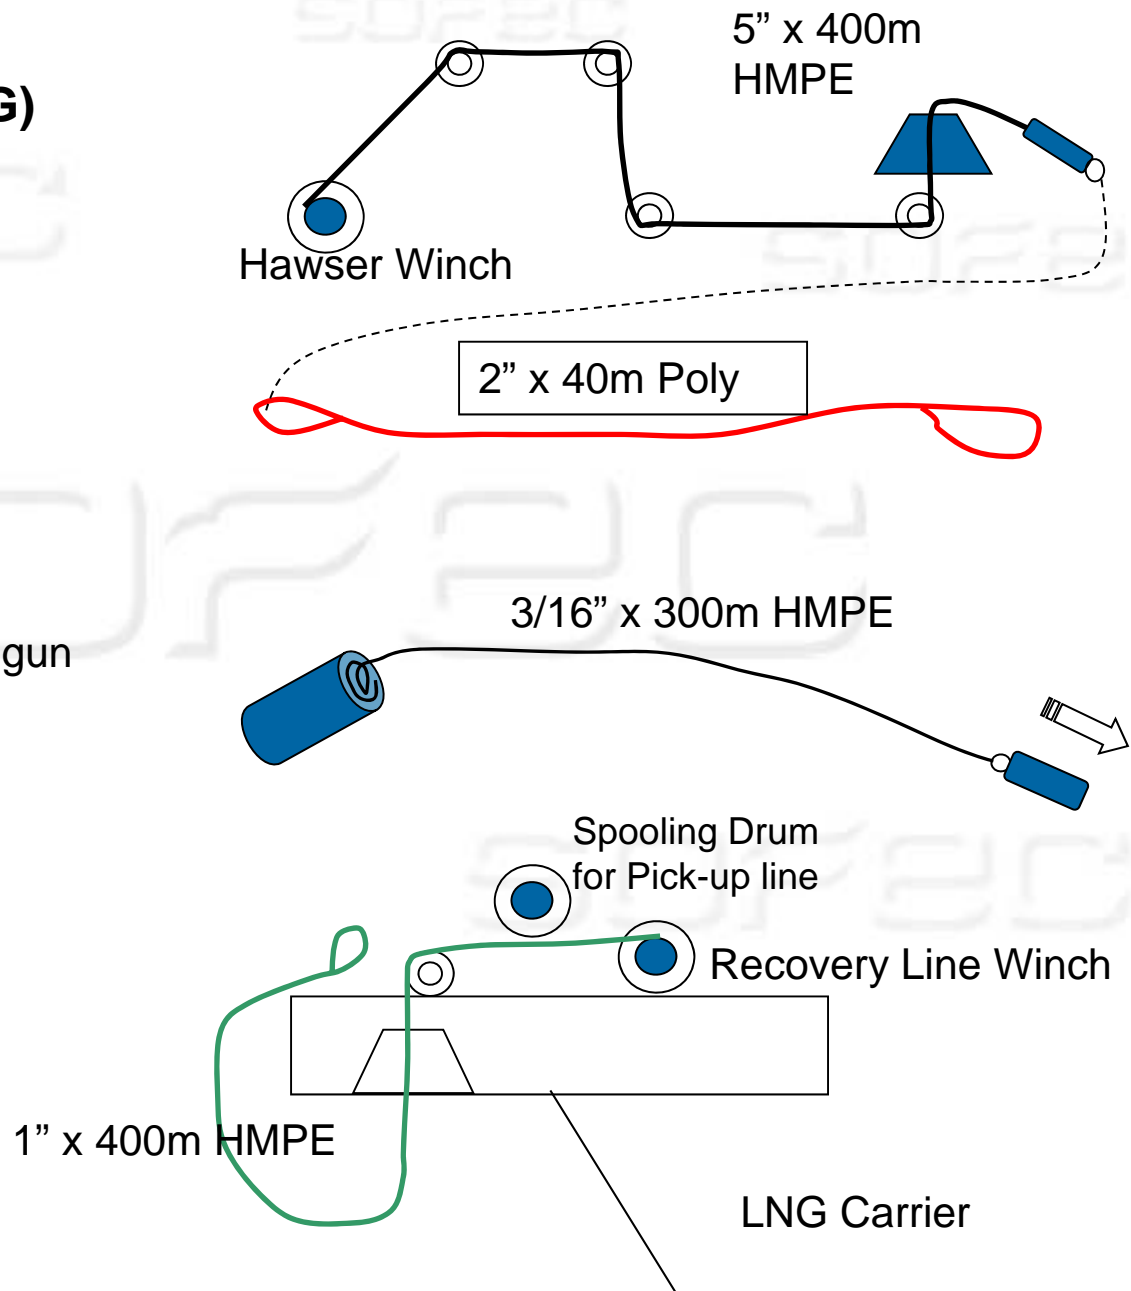 5” x 400m
HMPE
G)
Hawser Winch
2” x 40m Poly
3/16” x 300m HMPE
gun
Spooling Drum
for Pick-up line
Recovery Line Winch
1” x 400m HMPE
LNG Carrier